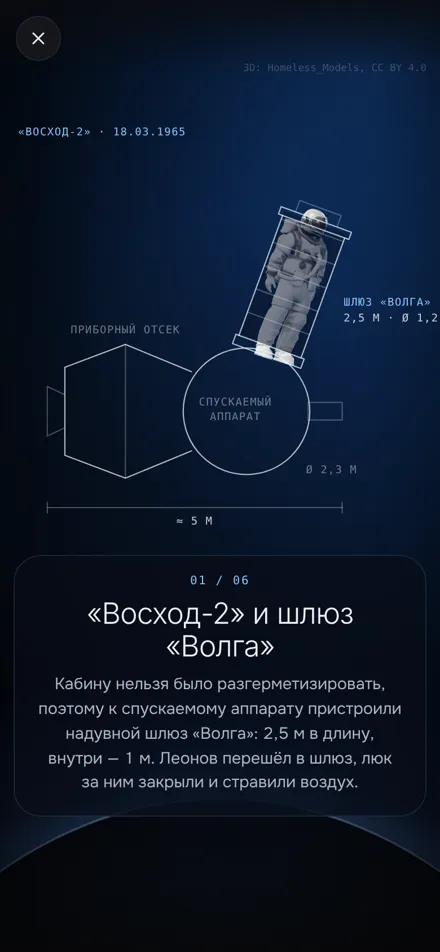 3D: Homeless_Models, CC BY 4.0
«ВОСХОД-2» · 18.03.1965
ШЛЮЗ «ВОЛГА»
2,5 М · Ø 1,2
ПРИБОРНЫЙ ОТСЕК
СПУСКАЕМЫЙ
АППАРАТ
Ø 2,3 М
≈ 5 М
01 / 06
«Восход-2» и шлюз
«Волга»
Кабину нельзя было разгерметизировать,
поэтому к спускаемому аппарату пристроили
надувной шлюз «Волга»: 2,5 м в длину,
внутри — 1 м. Леонов перешёл в шлюз, люк
за ним закрыли и стравили воздух.